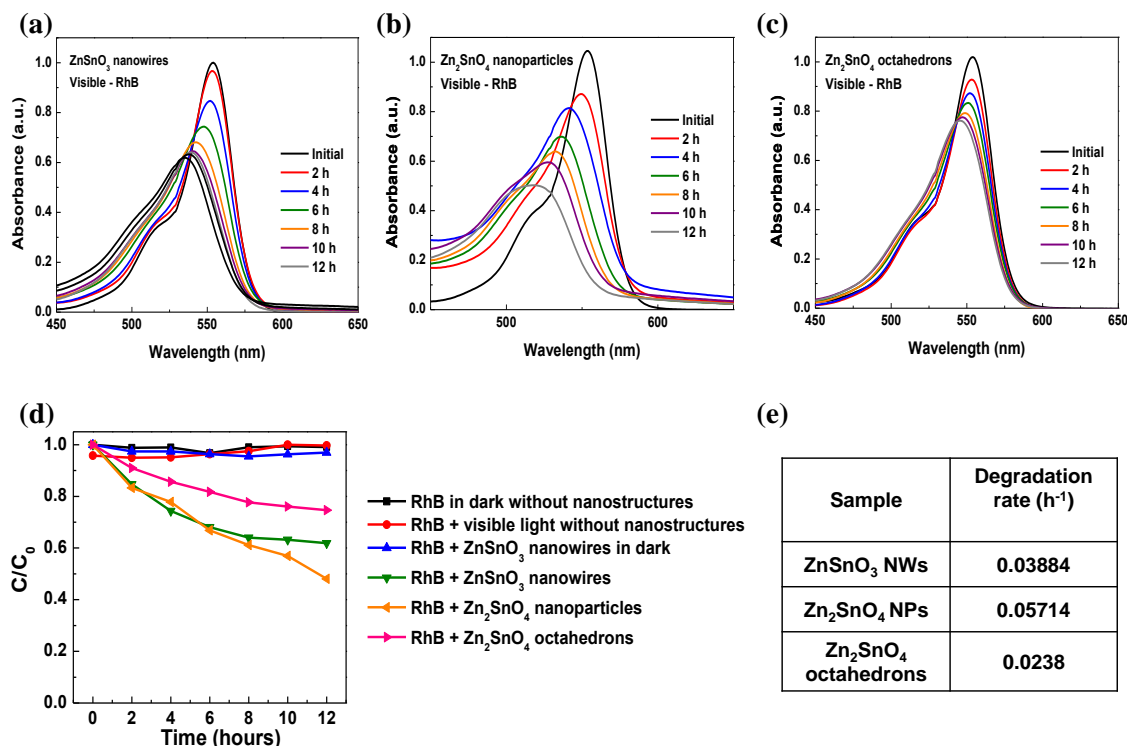 (a.)
ZnSnO3 nanowires
Visible - RhB
Absorbance (a.u.)
1.0
0.8
0.6
0.4
0.2
0.0
Initial
2 h
4 h
6 h
8 h
10 h
12 h
450 500 550 600 650
Wavelength (nm)
(b.)
Zn2SnO4 nanoparticles
Visible - RhB
Absorbance (a.u.)
1.0
0.8
0.6
0.4
0.2
0.0
Initial
2 h
4 h
6 h
8 h
10 h
12 h
500 600
Wavelength (nm)
(c)
Zn2SnO4 octahedrons
Visible - RhB
Absorbance (a.u.)
1.0
0.8
0.6
0.4
0.2
0.0
Initial
2 h
4 h
6 h
8 h
10 h
12 h
450 500 550 600 650
Wavelength (nm)
(d)
C/C0
1.0
0.8
0.6
0.4
0.2
0.0
0 2 4 6 8 10 12
Time (hours)
RhB in dark without nanostructures
RhB + visible light without nanostructures
RhB + ZnSnO3 nanowires in dark
RhB + ZnSnO3 nanowires
RhB + Zn2SnO4 nanoparticles
RhB + Zn2SnO4 octahedrons
(e)
Sample
Degradation
rate (h-1)
ZnSnO3 NWs
0.03884
Zn2SnO4 NPs
0.05714
Zn2SnO4
octahedrons
0.0238